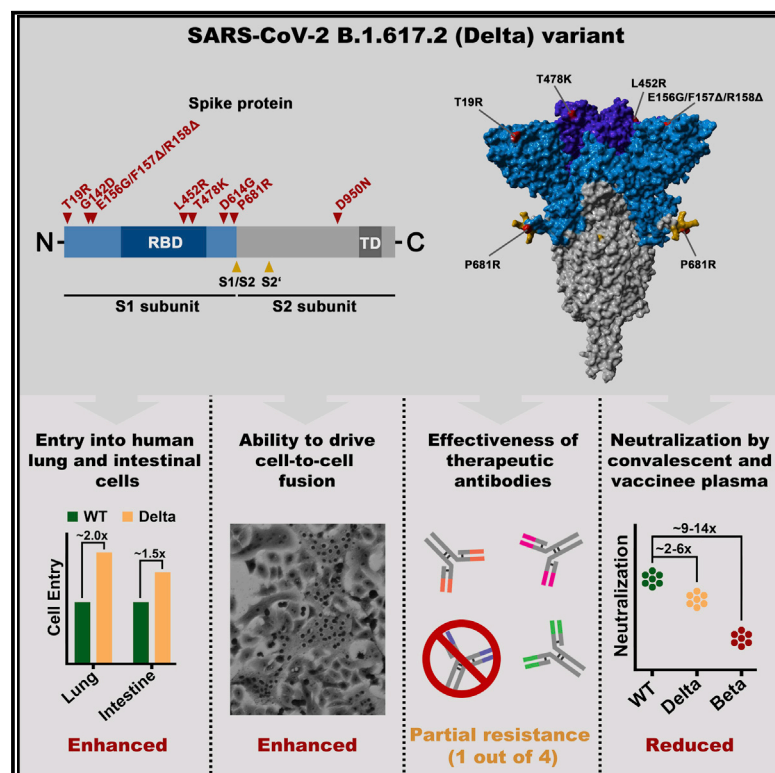 SARS-CoV-2 B.1.617.2 (Delta) variant
Spike protein
T19R
G142D
E156G/F157Δ/R158Δ
L452R
T478K
D614G
P681R
D950N
N
RBD
TD
C
S1/S2
S2‘
S1 subunit
S2 subunit
T478K
L452R
T19R
E156G/F157Δ/R158Δ
P681R
P681R
Entry into human
lung and intestinal
cells
WT
Delta
~2.0x
~1.5x
Cell Entry
Lung
Intestine
Enhanced
Ability to drive
cell-to-cell
fusion
Enhanced
Effectiveness of
therapeutic
antibodies
Partial resistance
(1 out of 4)
Neutralization by
convalescent and
vaccinee plasma
~9-14x
~2-6x
Neutralization
WT
Delta
Beta
Reduced